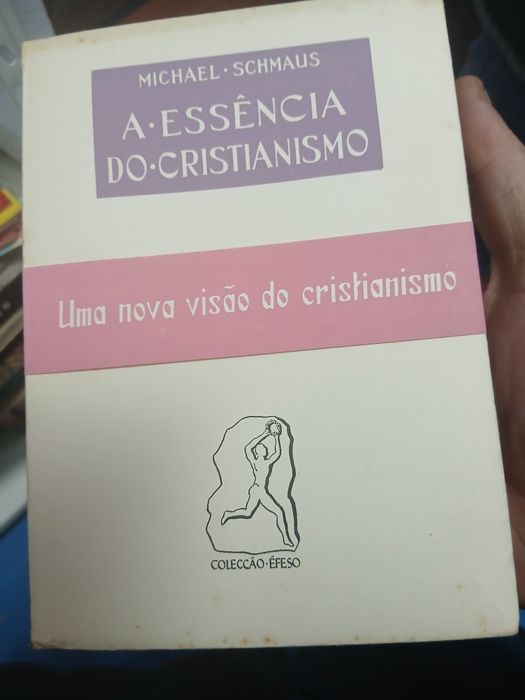 MICHAEL · SCHMAUS
A · ESSÊNCIA
DO · CRISTIANISMO
Uma nova visão do cristianismo
COLECÇÃO · ÉFESO